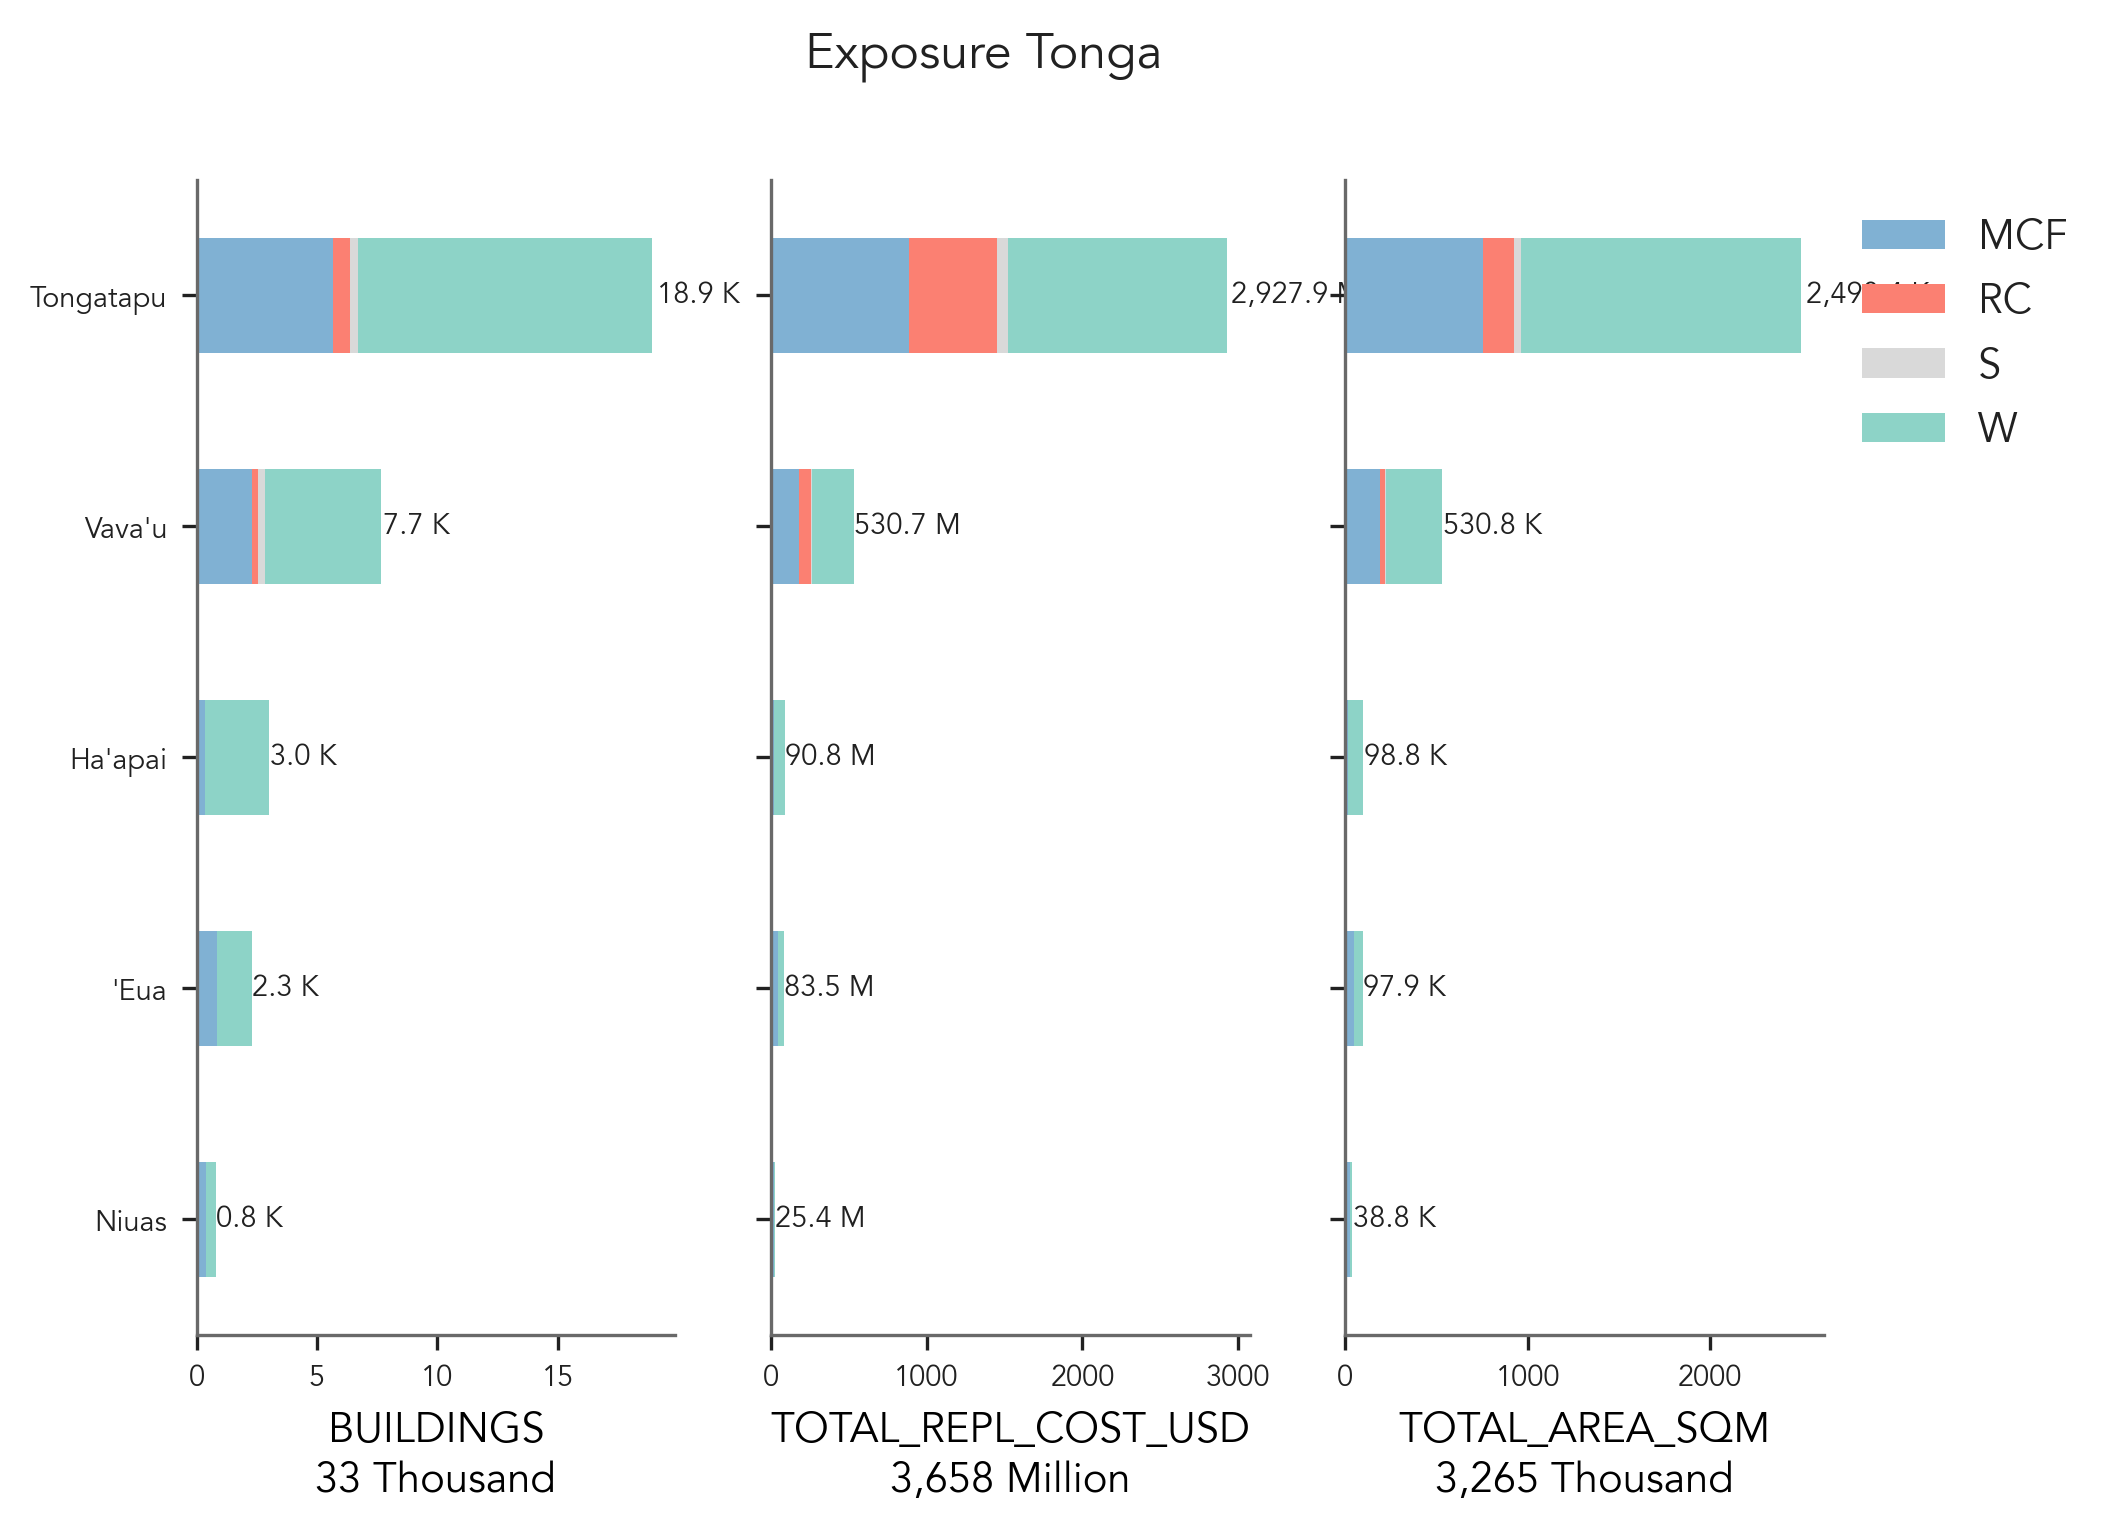 Exposure Tonga
Tongatapu
Vava'u
Ha'apai
'Eua
Niuas
18.9 K
7.7 K
3.0 K
2.3 K
0.8 K
0 5 10 15
BUILDINGS
33 Thousand
2,927.9
530.7 M
90.8 M
83.5 M
25.4 M
0 1000 2000 3000
TOTAL_REPL_COST_USD
3,658 Million
530.8 K
98.8 K
97.9 K
38.8 K
0 1000 2000
TOTAL_AREA_SQM
3,265 Thousand
MCF
RC
S
W